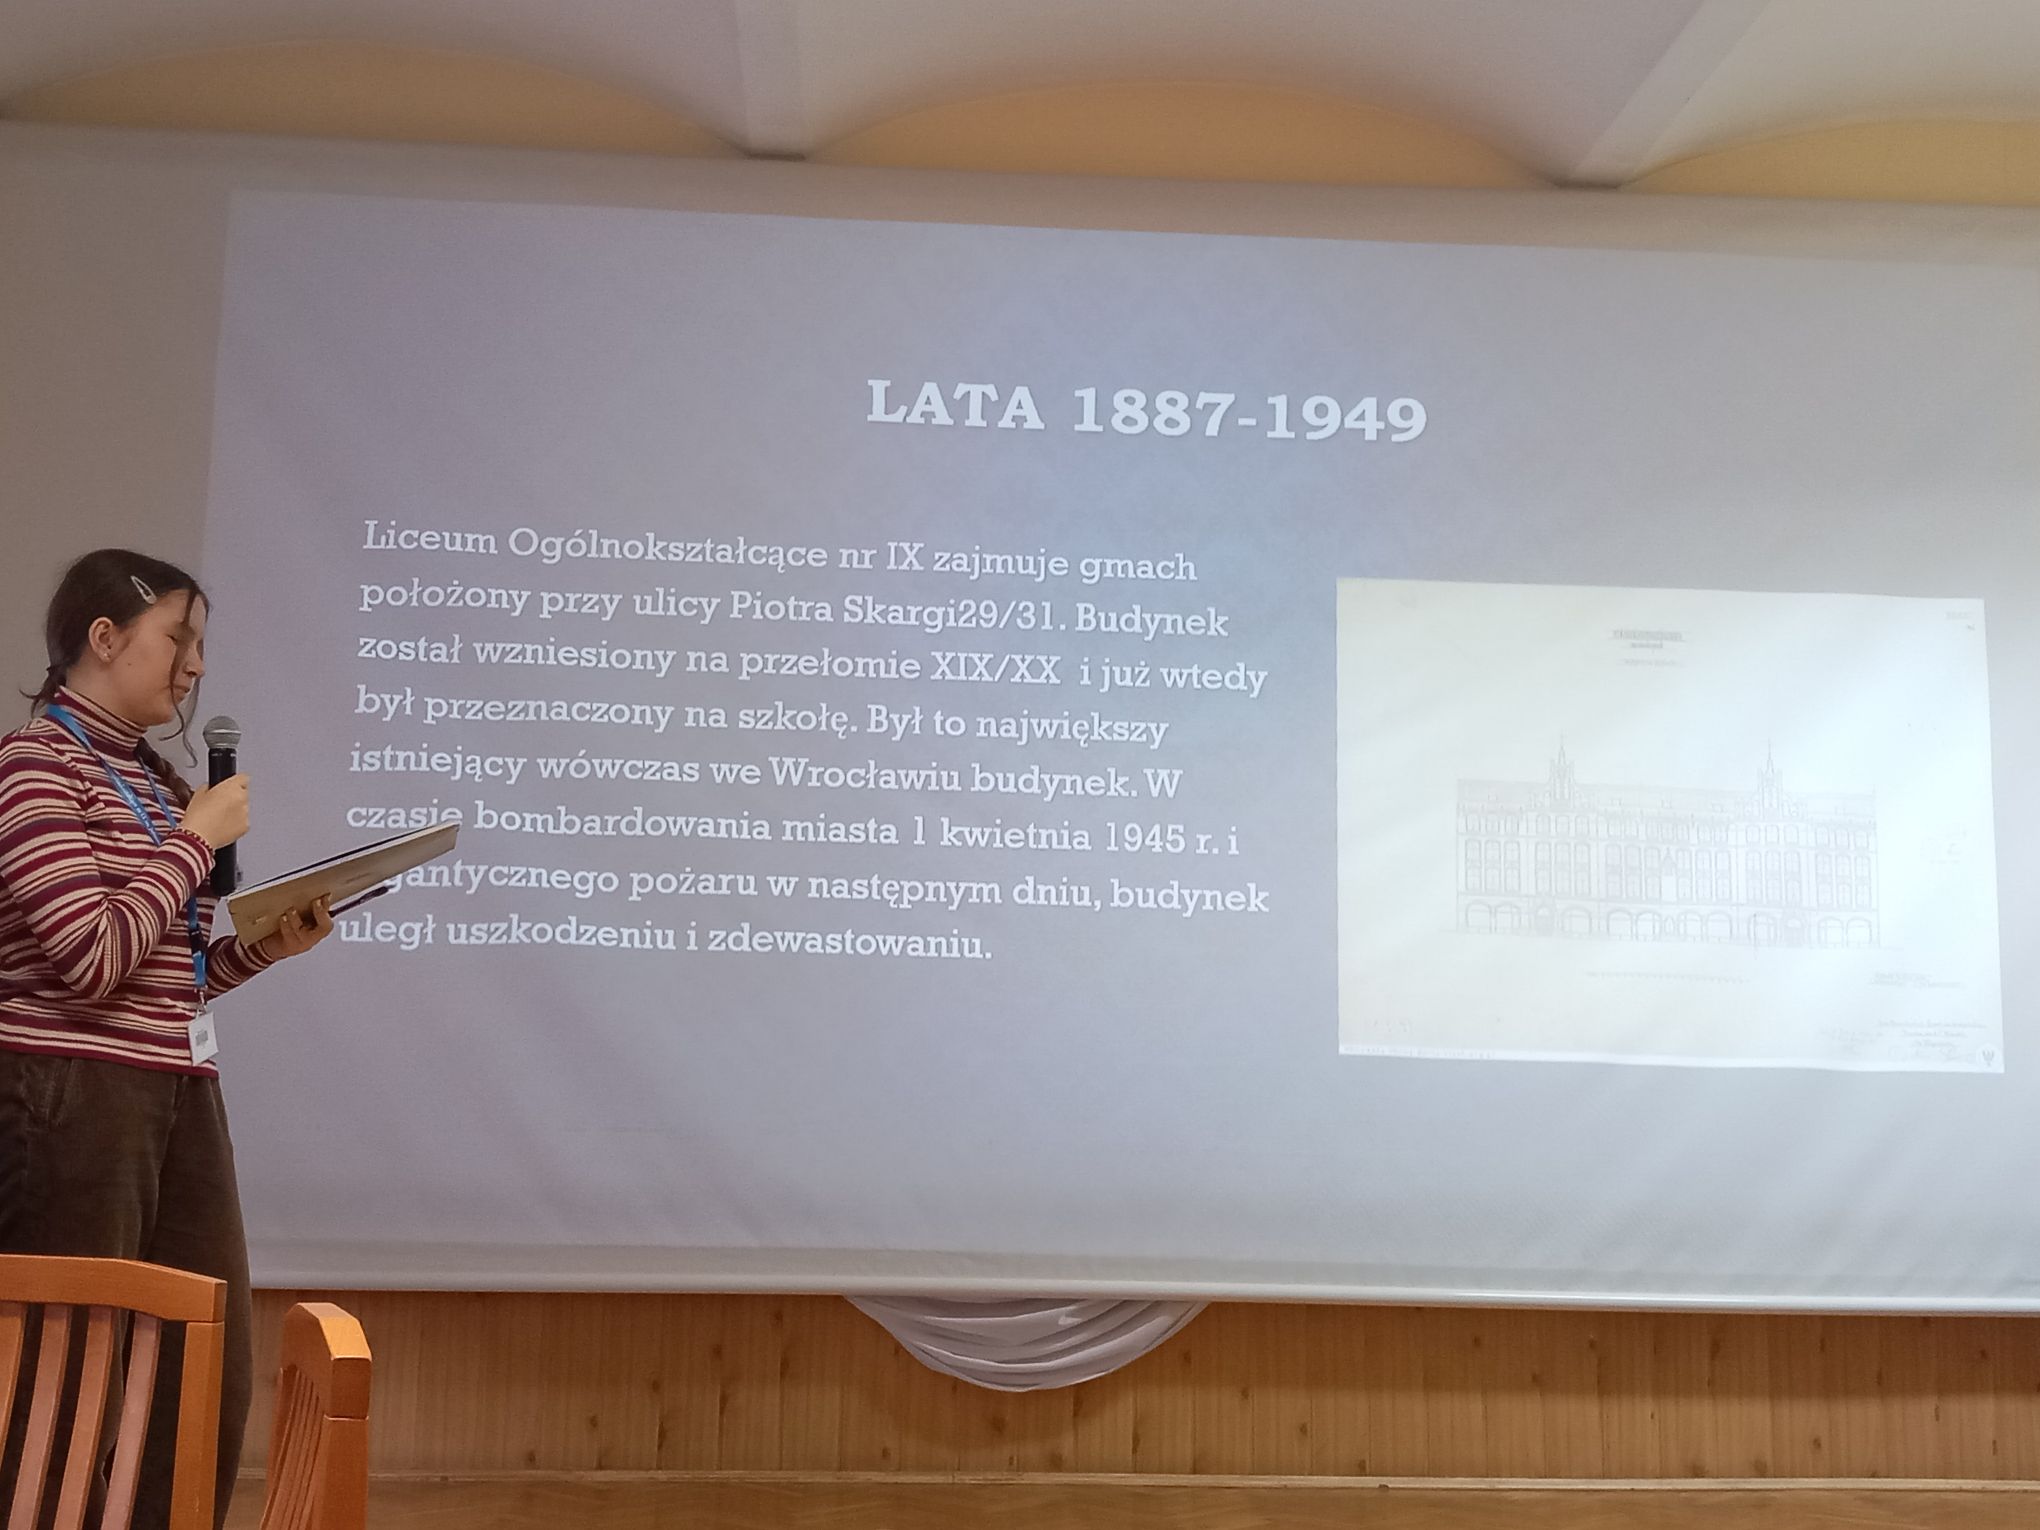 LATA 1887-1949
Liceum Ogólnokształcące nr IX zajmuje gmach
położony przy ulicy Piotra Skargi29/31. Budynek
został wzniesiony na przełomie XIX/XX i już wtedy
był przeznaczony na szkołę. Był to największy
istniejący wówczas we Wrocławiu budynek. W
czasie bombardowania miasta 1 kwietnia 1945 r. i
gantycznego pożaru w następnym dniu, budynek
uległ uszkodzeniu i zdewastowaniu.